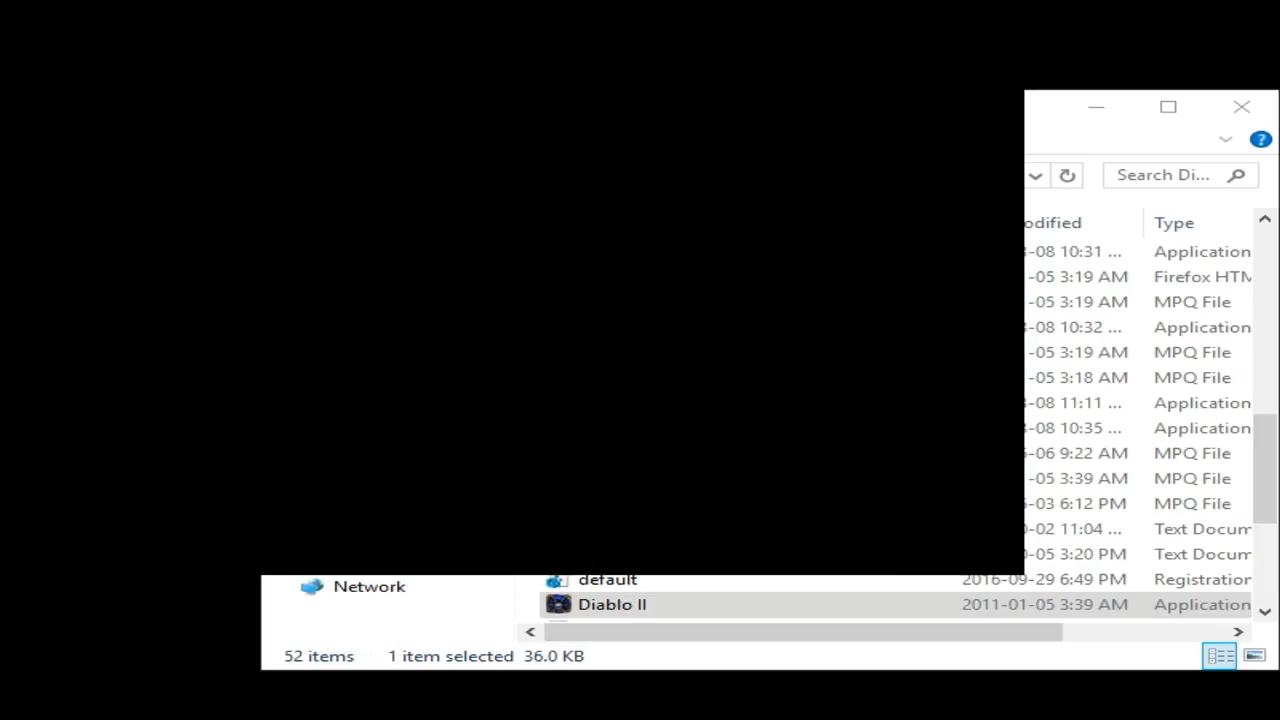 Search Di...
odified Type
-08 10:31 ... Application
-05 3:19 AM Firefox HTM
-05 3:19 AM MPQ File
-08 10:32 ... Application
-05 3:19 AM MPQ File
-05 3:18 AM MPQ File
-08 11:11 ... Application
-08 10:35 ... Application
-06 9:22 AM MPQ File
-05 3:39 AM MPQ File
-03 6:12 PM MPQ File
-02 11:04 ... Text Docum
-05 3:20 PM Text Docum
Network default 2016-09-29 6:49 PM Registration
Diablo II 2011-01-05 3:39 AM Application
52 items 1 item selected 36.0 KB